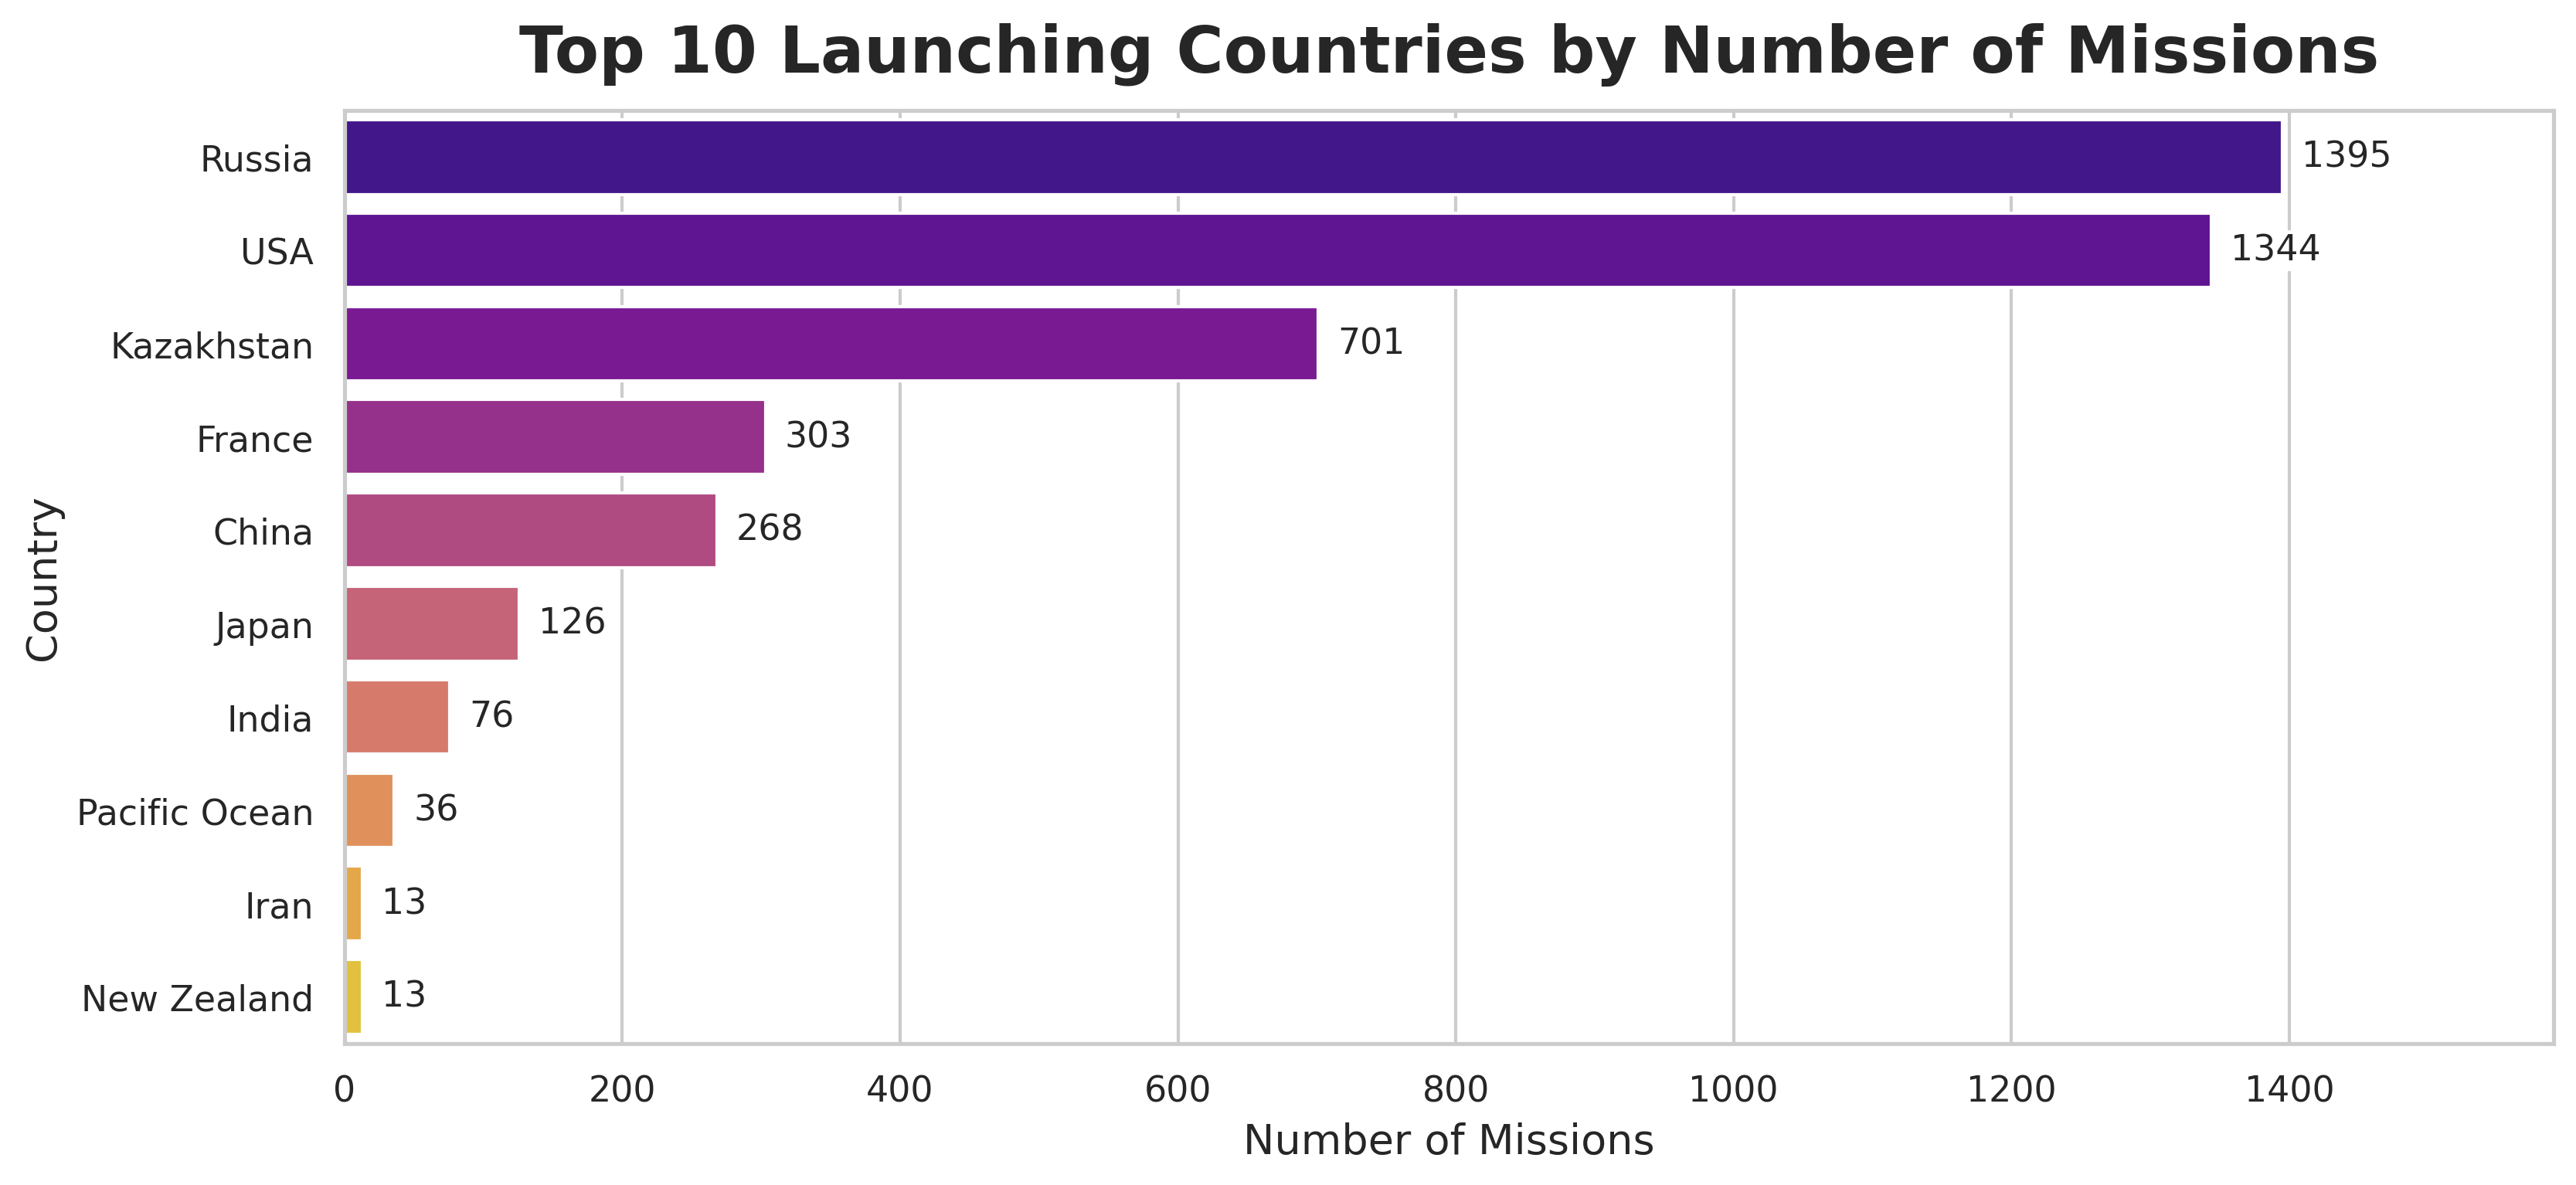 Top 10 Launching Countries by Number of Missions
Russia 1395
USA 1344
Kazakhstan 701
France 303
China 268
Japan 126
India 76
Pacific Ocean 36
Iran 13
New Zealand 13
Country
0 200 400 600 800 1000 1200 1400
Number of Missions